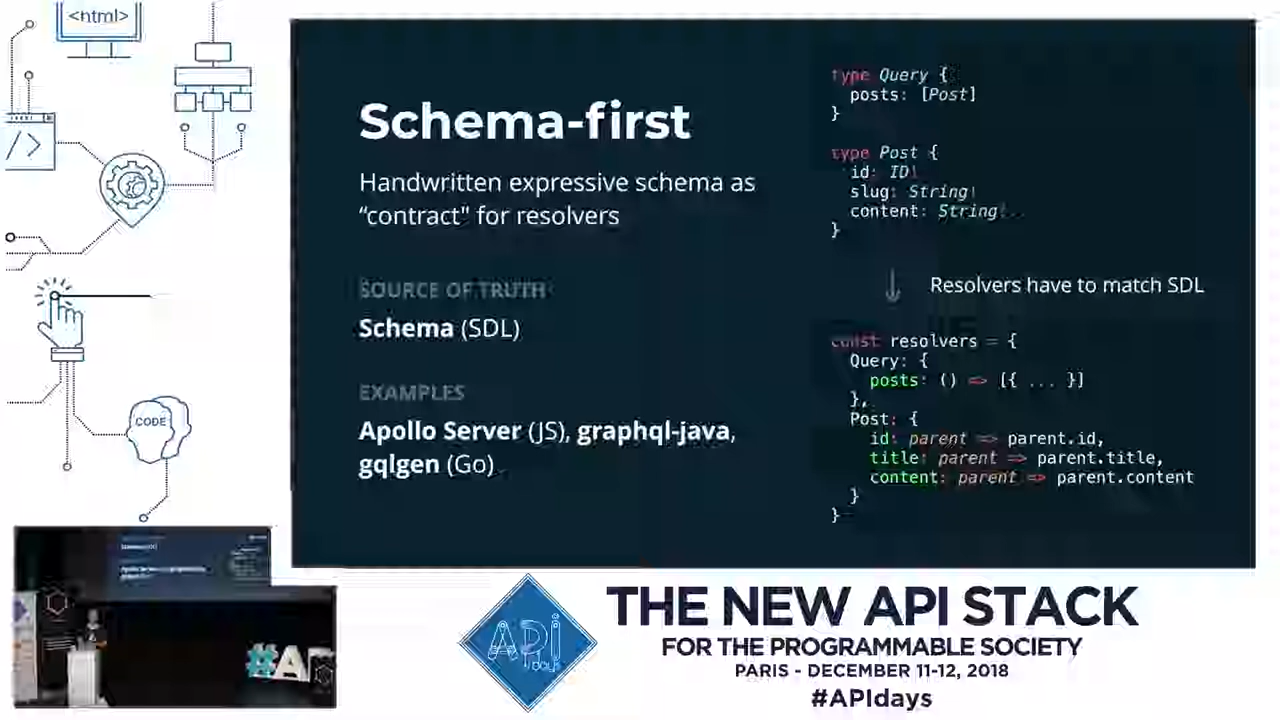 <html>
</>
CODE
Schema-first
Handwritten expressive schema as
“contract" for resolvers
SOURCE OF TRUTH
Schema (SDL)
EXAMPLES
Apollo Server (JS), graphql-java,
gqlgen (Go)
type Query {
posts: [Post]
}
type Post {
id: ID!
slug: String!
content: String!
}
Resolvers have to match SDL
const resolvers = {
Query: {
posts: () => [{ ... }]
},
Post: {
id: parent => parent.id,
title: parent => parent.title,
content: parent => parent.content
}
}
#AP
API
days
THE NEW API STACK
FOR THE PROGRAMMABLE SOCIETY
PARIS - DECEMBER 11-12, 2018
#APIdays